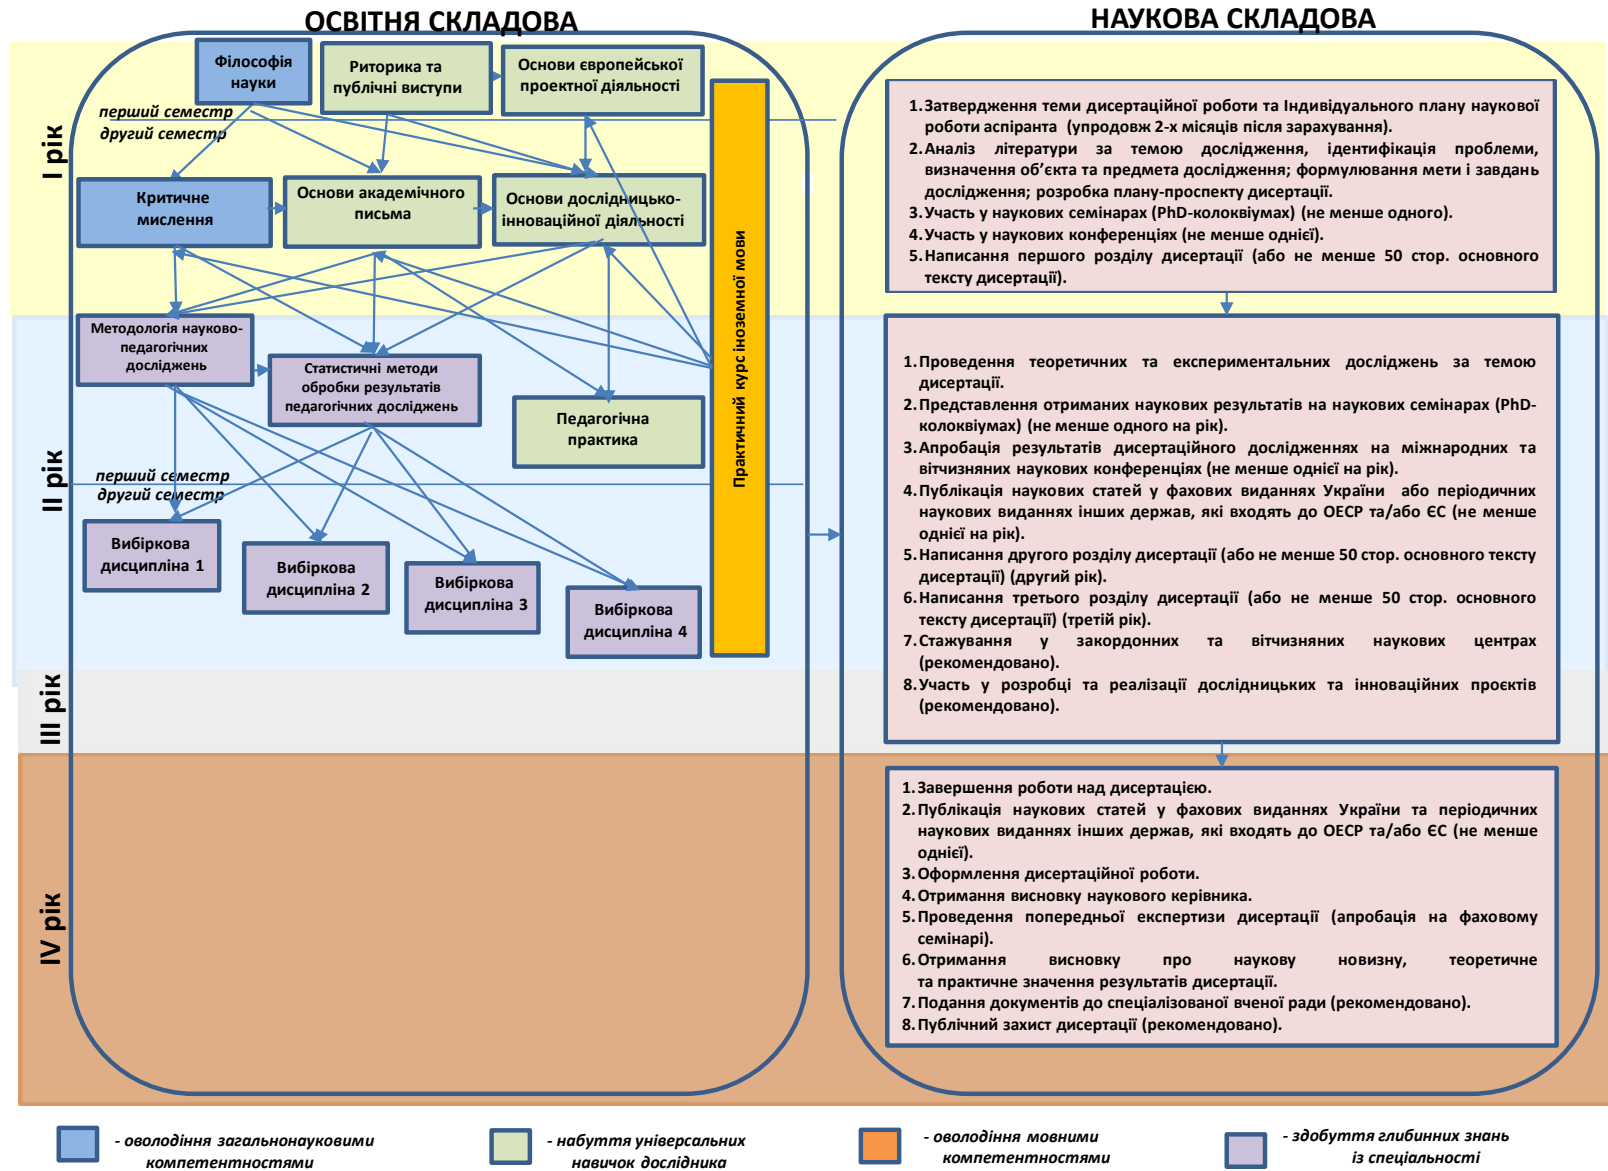 ОСВІТНЯ СКЛАДОВА
НАУКОВА СКЛАДОВА
І рік
Філософія
науки
Риторика та
публічні виступи
Основи європейської
проектної діяльності
перший семестр
другий семестр
Критичне
мислення
Основи академічного
письма
Основи дослідницько-
інноваційної діяльності
Практичний курс іноземної мови
ІІ рік
Методологія науково-
педагогічних
досліджень
Статистичні методи
обробки результатів
педагогічних досліджень
Педагогічна
практика
перший семестр
другий семестр
Вибіркова
дисципліна 1
Вибіркова
дисципліна 2
Вибіркова
дисципліна 3
Вибіркова
дисципліна 4
ІІІ рік
IV рік
1. Затвердження теми дисертаційної роботи та Індивідуального плану наукової
роботи аспіранта (упродовж 2-х місяців після зарахування).
2. Аналіз літератури за темою дослідження, ідентифікація проблеми,
визначення об’єкта та предмета дослідження; формулювання мети і завдань
дослідження; розробка плану-проспекту дисертації.
3. Участь у наукових семінарах (PhD-колоквіумах) (не менше одного).
4. Участь у наукових конференціях (не менше однієї).
5. Написання першого розділу дисертації (або не менше 50 стор. основного
тексту дисертації).
1. Проведення теоретичних та експериментальних досліджень за темою
дисертації.
2. Представлення отриманих наукових результатів на наукових семінарах (PhD-
колоквіумах) (не менше одного на рік).
3. Апробація результатів дисертаційного дослідженнях на міжнародних та
вітчизняних наукових конференціях (не менше однієї на рік).
4. Публікація наукових статей у фахових виданнях України або періодичних
наукових виданнях інших держав, які входять до ОЕСР та/або ЄС (не менше
однієї на рік).
5. Написання другого розділу дисертації (або не менше 50 стор. основного тексту
дисертації) (другий рік).
6. Написання третього розділу дисертації (або не менше 50 стор. основного
тексту дисертації) (третій рік).
7. Стажування у закордонних та вітчизняних наукових центрах
(рекомендовано).
8. Участь у розробці та реалізації дослідницьких та інноваційних проєктів
(рекомендовано).
1. Завершення роботи над дисертацією.
2. Публікація наукових статей у фахових виданнях України та періодичних
наукових виданнях інших держав, які входять до ОЕСР та/або ЄС (не менше
однієї).
3. Оформлення дисертаційної роботи.
4. Отримання висновку наукового керівника.
5. Проведення попередньої експертизи дисертації (апробація на фаховому
семінарі).
6. Отримання висновку про наукову новизну, теоретичне
та практичне значення результатів дисертації.
7. Подання документів до спеціалізованої вченої ради (рекомендовано).
8. Публічний захист дисертації (рекомендовано).
- оволодіння загальнонауковими
компетентностями
- набуття універсальних
навичок дослідника
- оволодіння мовними
компетентностями
- здобуття глибинних знань
із спеціальності